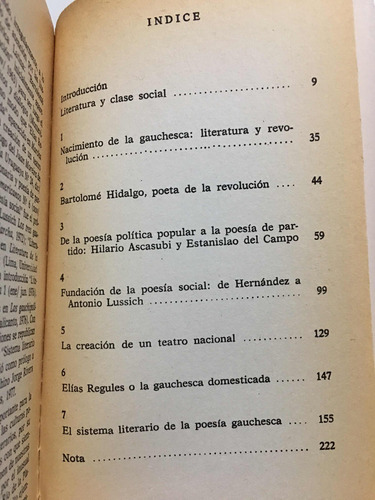 INDICE
Introducción
Literatura y clase social 9
1
Nacimiento de la gauchesca: literatura y revo-
lución 35
2
Bartolomé Hidalgo, poeta de la revolución 44
3
De la poesía política popular a la poesía de par-
tido: Hilario Ascasubi y Estanislao del Campo 59
4
Fundación de la poesía social: de Hernández a
Antonio Lussich 99
5
La creación de un teatro nacional 129
6
Elías Regules o la gauchesca domesticada 147
7
El sistema literario de la poesía gauchesca 155
Nota 222